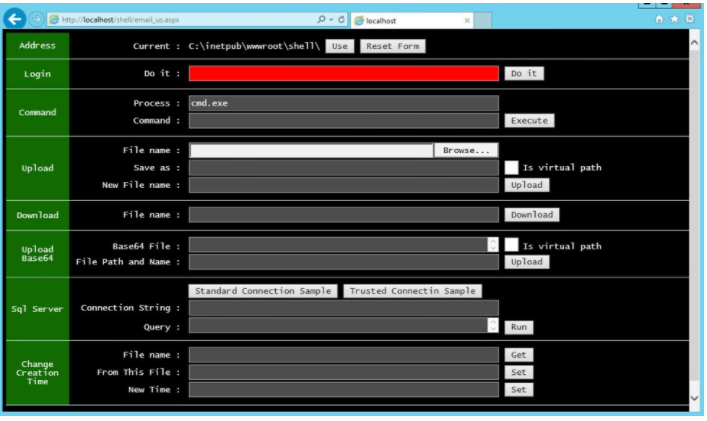 http://localhost/shell/email_us.aspx
localhost
Address Current : C:\inetpub\wwwroot\shell\ Use Reset Form
Login Do it : Do it
Command
Process : cmd.exe
Command : Execute
Upload
File name : Browse...
Save as : Is virtual path
New File name : Upload
Download File name : Download
Upload Base64
Base64 File : Is virtual path
File Path and Name : Upload
Sql Server
Standard Connection Sample Trusted Connectin Sample
Connection String :
Query : Run
Change Creation Time
File name : Get
From This File : Set
New Time : Set